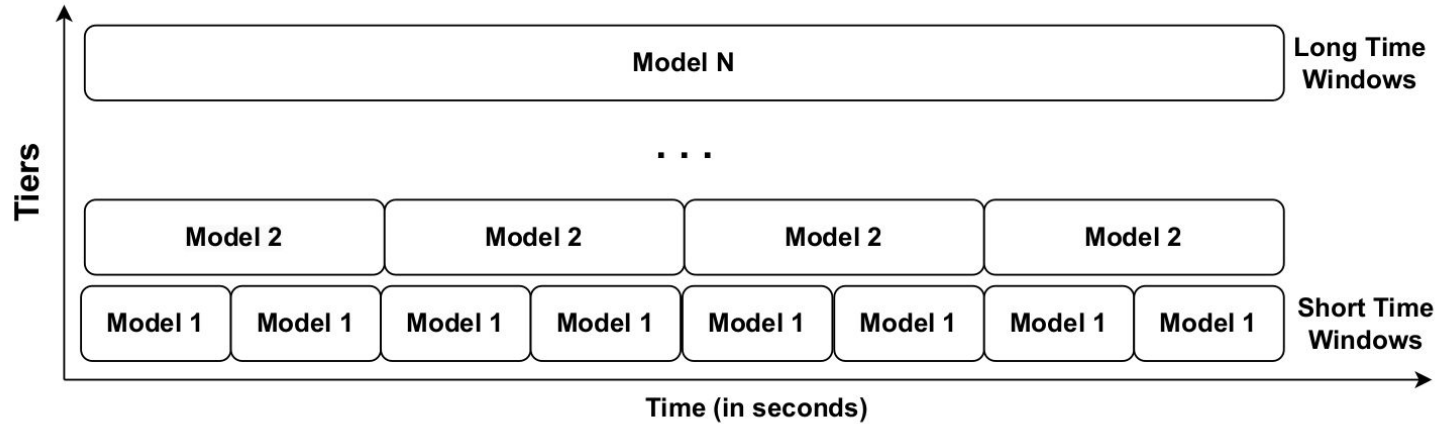 Model N
Long Time
Windows
. . .
Tiers
Model 2 Model 2 Model 2 Model 2
Model 1 Model 1 Model 1 Model 1 Model 1 Model 1 Model 1 Model 1
Short Time
Windows
Time (in seconds)